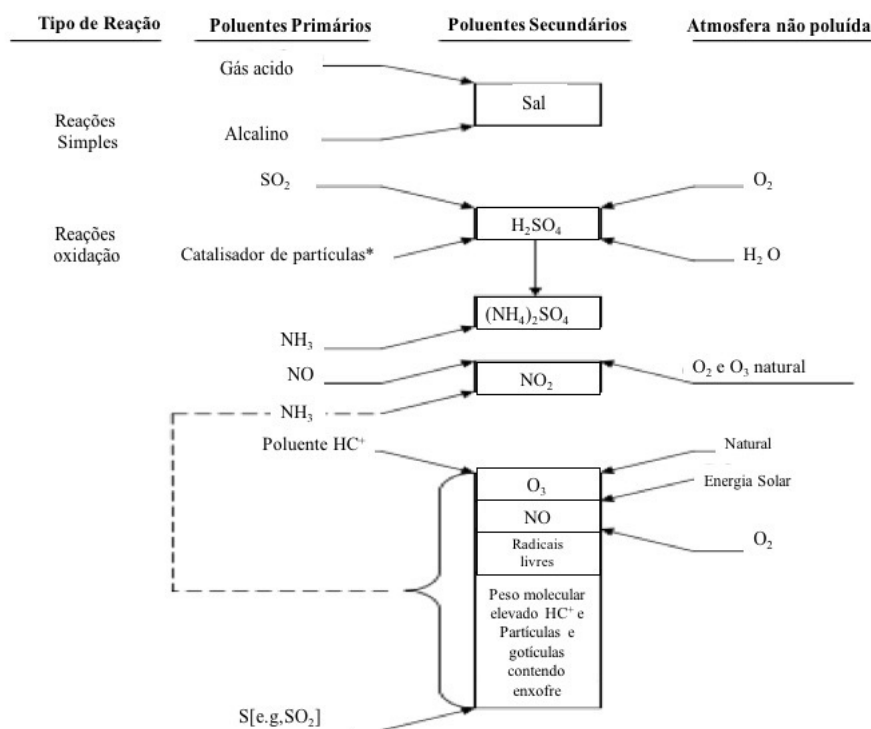 Tipo de Reação Poluentes Primários Poluentes Secundários Atmosfera não poluída
Gás acido
Sal
Reações
Simples
Alcalino
SO₂ O₂
H₂SO₄
Reações
oxidação
Catalisador de partículas* H₂ O
(NH₄)₂SO₄
NH₃
NO NO₂ O₂ e O₃ natural
NH₃
Poluente HC⁺ Natural
O₃ Energia Solar
NO
O₂
Radicais
livres
Peso molecular
elevado HC⁺ e
Partículas e
gotículas
contendo
enxofre
S[e.g,SO₂]